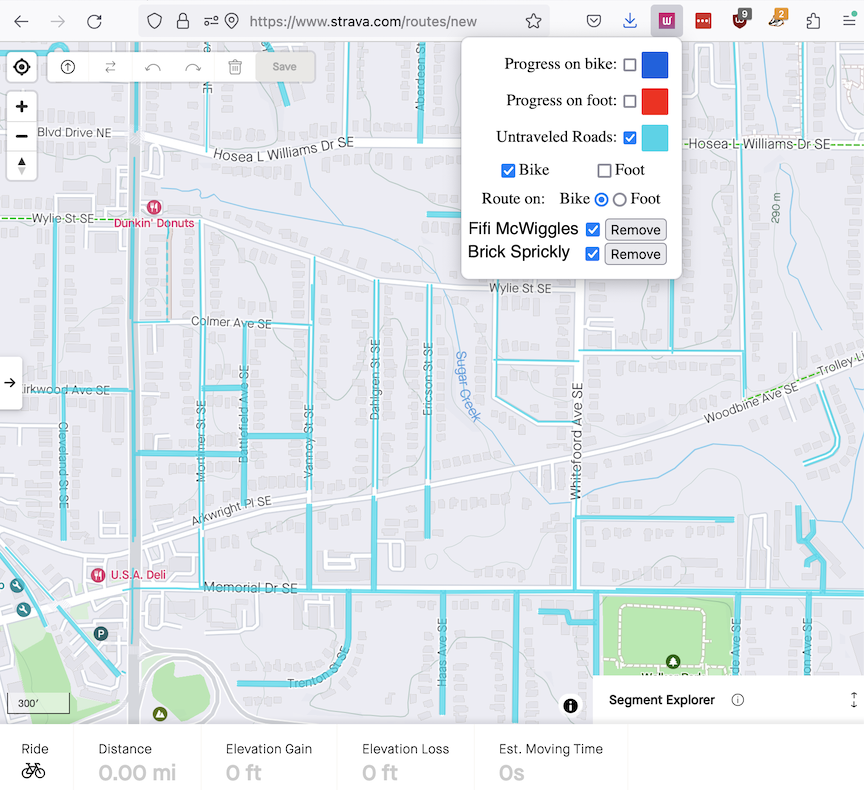 https://www.strava.com/routes/new
w
9
2
Save
Progress on bike:
Progress on foot:
Untraveled Roads:
Bike
Foot
Route on: Bike Foot
Fifi McWiggles Remove
Brick Sprickly Remove
Blvd Drive NE
NE
Aberdeen St
Hosea L Williams Dr SE
Hosea L Williams Dr SE
290 m
Wylie St SE
Dunkin' Donuts
Wylie St SE
Colmer Ave SE
Kirkwood Ave SE
Cleveland St SE
Mortimer St SE
Battlefield Ave SE
Vannoy St SE
Dahlgren St SE
Ericson St SE
Sugar Creek
Whitefoord Ave SE
Woodbine Ave SE
Trolley Li
Arkwright Pl SE
U.S.A. Deli
Memorial Dr SE
P
Trenton St SE
Haas Ave SE
300'
Segment Explorer
Ride
Distance
Elevation Gain
Elevation Loss
Est. Moving Time
0.00 mi
0 ft
0 ft
0s